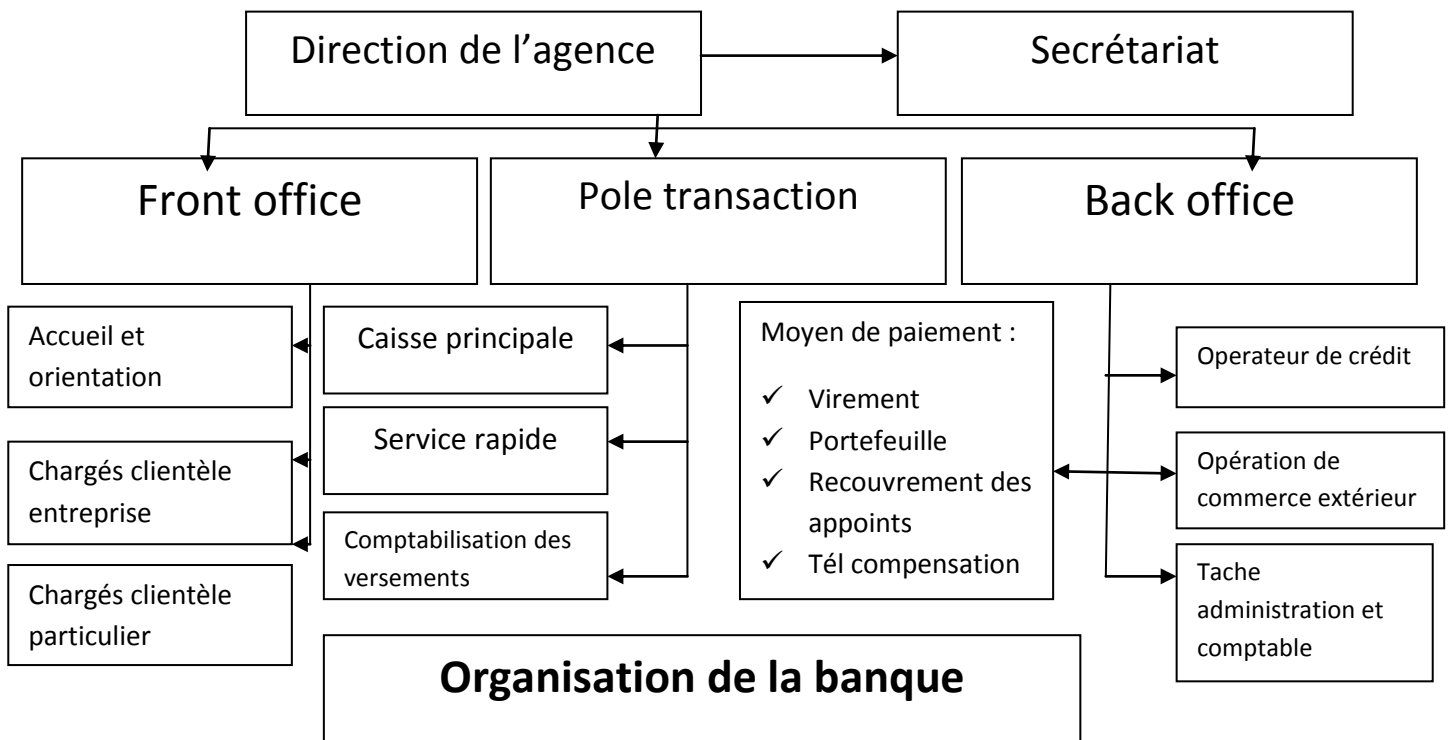 Direction de l’agence
Secrétariat
Front office
Pole transaction
Back office
Accueil et
orientation
Chargés clientèle
entreprise
Chargés clientèle
particulier
Caisse principale
Service rapide
Comptabilisation des
versements
Moyen de paiement :
✓ Virement
✓ Portefeuille
✓ Recouvrement des
appoints
✓ Tél compensation
Operateur de crédit
Opération de
commerce extérieur
Tache
administration et
comptable
Organisation de la banque